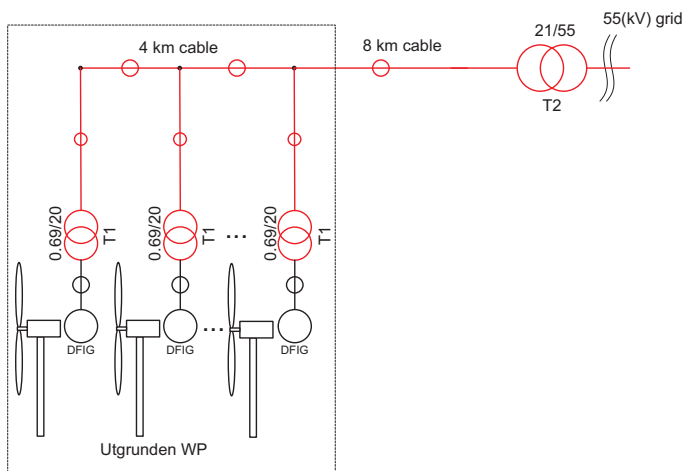 55(kV) grid
21/55
4 km cable
8 km cable
T2
0.69/20
T1
0.69/20
T1
...
0.69/20
T1
DFIG
DFIG
...
DFIG
Utgrunden WP